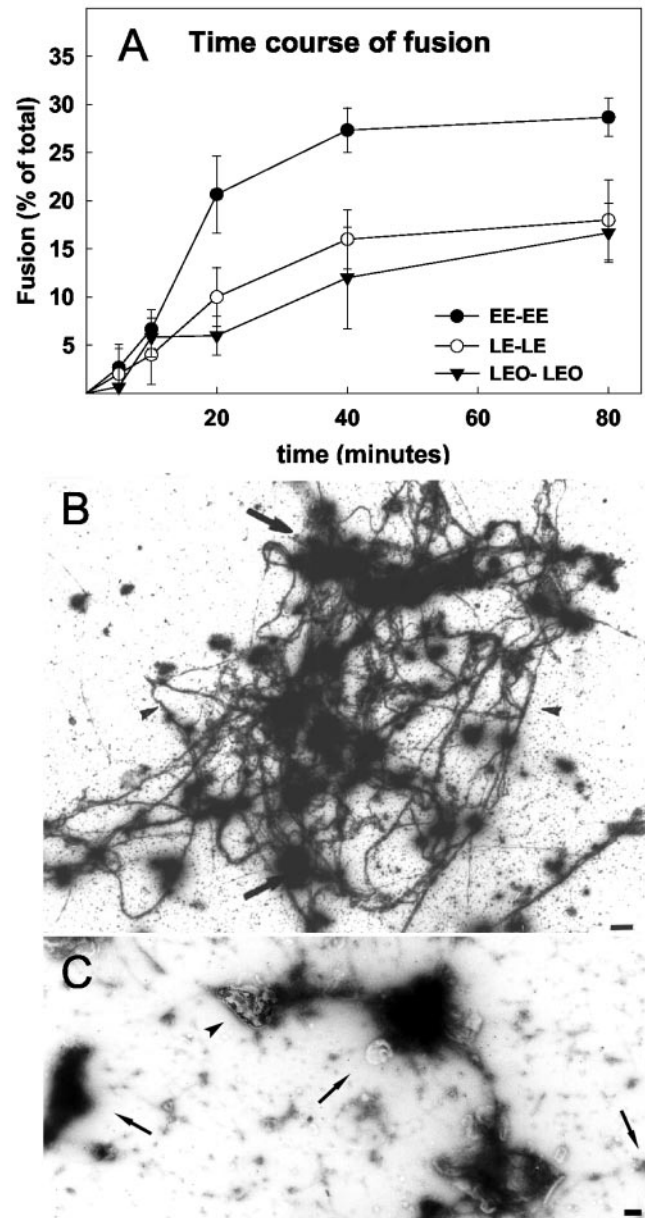 A Time course of fusion
Fusion (% of total)
35
30
25
20
15
10
5
EE-EE
LE-LE
LEO- LEO
20 40 60 80
time (minutes)
B
C